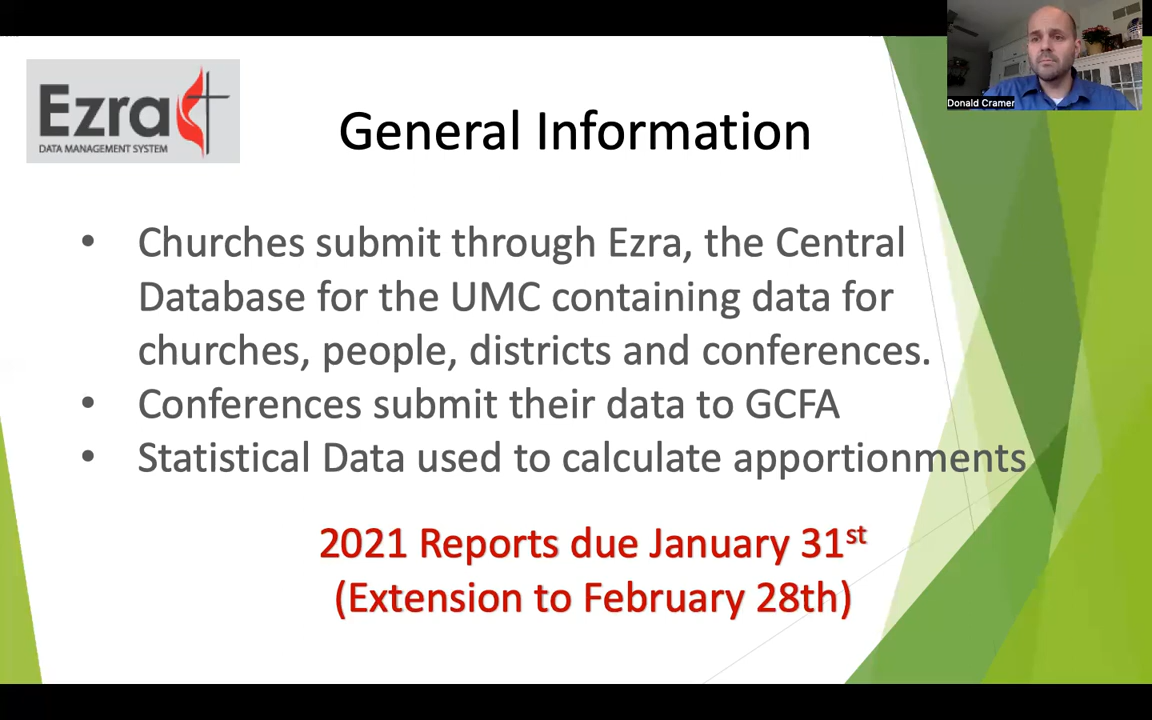 Ezra
DATA MANAGEMENT SYSTEM
General Information
Donald Cramer
• Churches submit through Ezra, the Central
Database for the UMC containing data for
churches, people, districts and conferences.
• Conferences submit their data to GCFA
• Statistical Data used to calculate apportionments
2021 Reports due January 31st
(Extension to February 28th)